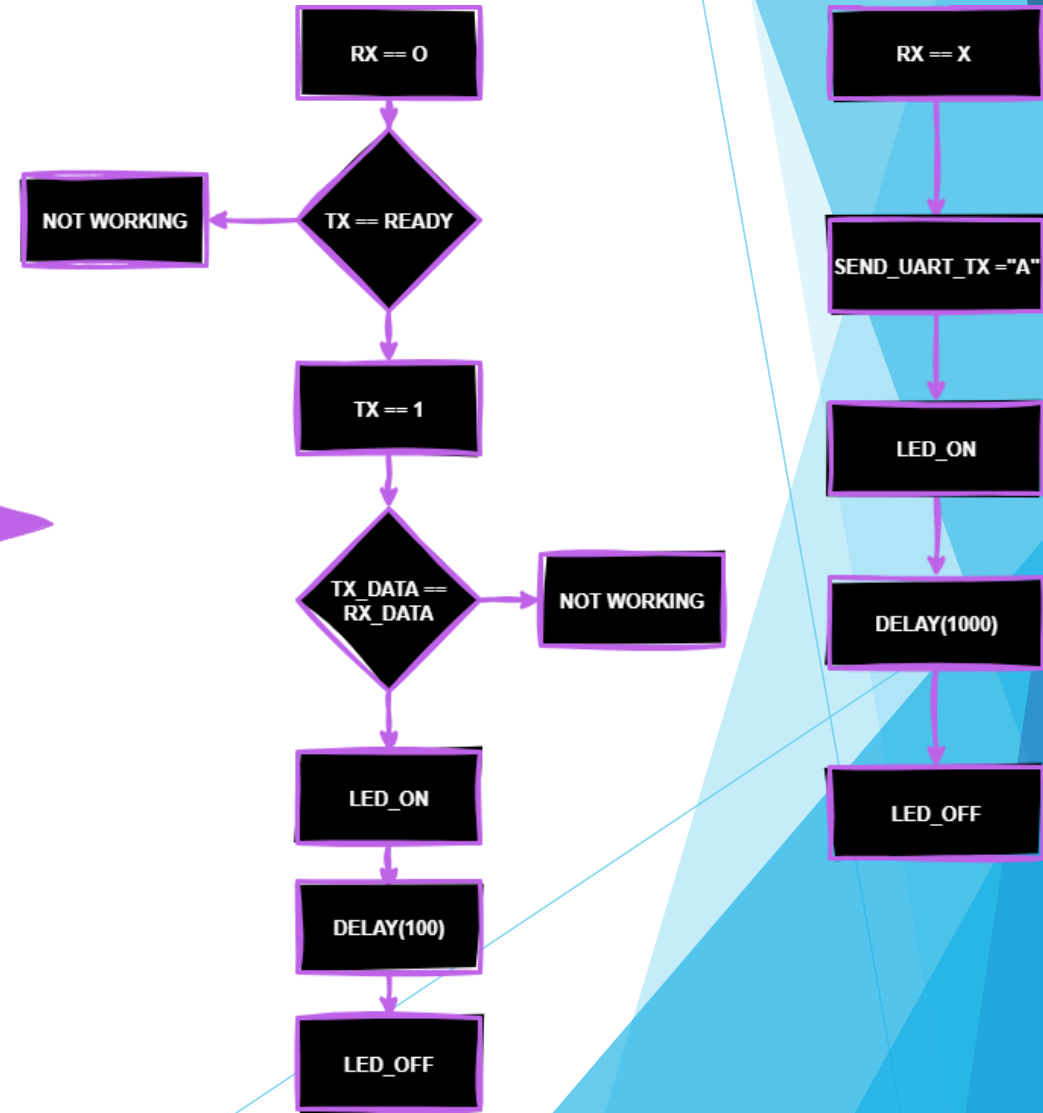 RX == O
TX == READY
NOT WORKING
TX == 1
TX_DATA ==
RX_DATA
NOT WORKING
LED_ON
DELAY(100)
LED_OFF
RX == X
SEND_UART_TX ="A"
LED_ON
DELAY(1000)
LED_OFF